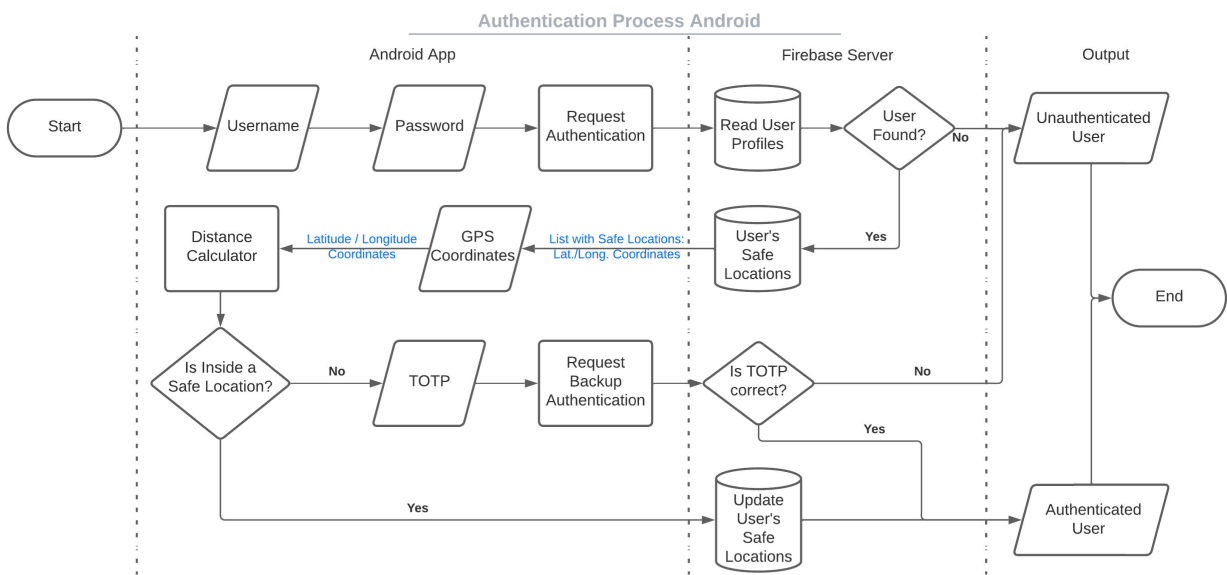 Authentication Process Android
Android App
Firebase Server
Output
Start
Username
Password
Request
Authentication
Read User
Profiles
User
Found?
No
Unauthenticated
User
Yes
User's
Safe
Locations
List with Safe Locations:
Lat./Long. Coordinates
GPS
Coordinates
Latitude / Longitude
Coordinates
Distance
Calculator
End
Is Inside a
Safe Location?
No
TOTP
Request
Backup
Authentication
Is TOTP
correct?
No
Yes
Yes
Update
User's
Safe
Locations
Authenticated
User